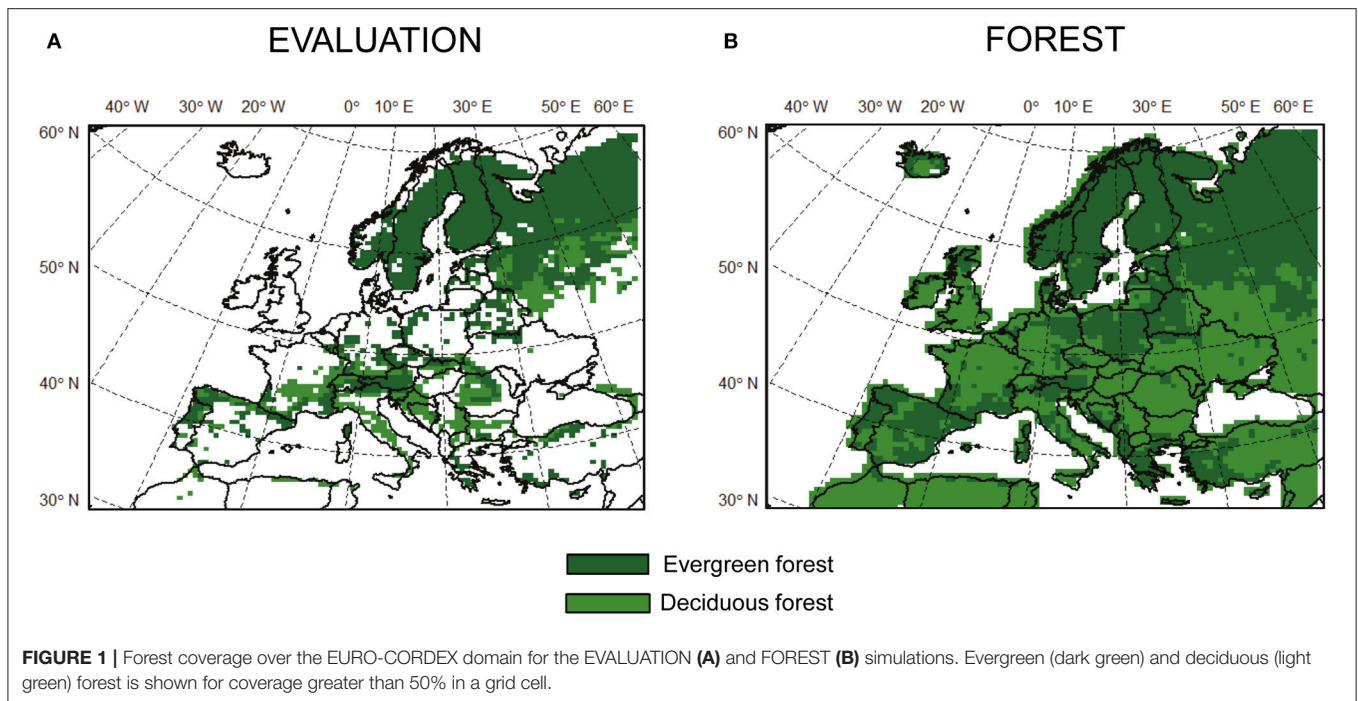 A
EVALUATION
40° W 30° W 20° W 0° 10° E 30° E 50° E 60° E
60° N
50° N
40° N
30° N
B
FOREST
40° W 30° W 20° W 0° 10° E 30° E 50° E 60° E
60° N
50° N
40° N
30° N
Evergreen forest
Deciduous forest
FIGURE 1 | Forest coverage over the EURO-CORDEX domain for the EVALUATION (A) and FOREST (B) simulations. Evergreen (dark green) and deciduous (light
green) forest is shown for coverage greater than 50% in a grid cell.